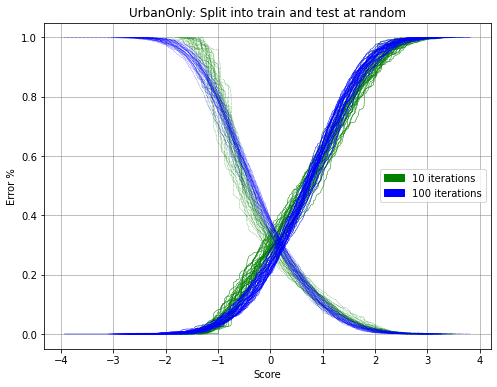 UrbanOnly: Split into train and test at random
Error %
1.0
0.8
0.6
0.4
0.2
0.0
10 iterations
100 iterations
−4 −3 −2 −1 0 1 2 3 4
Score